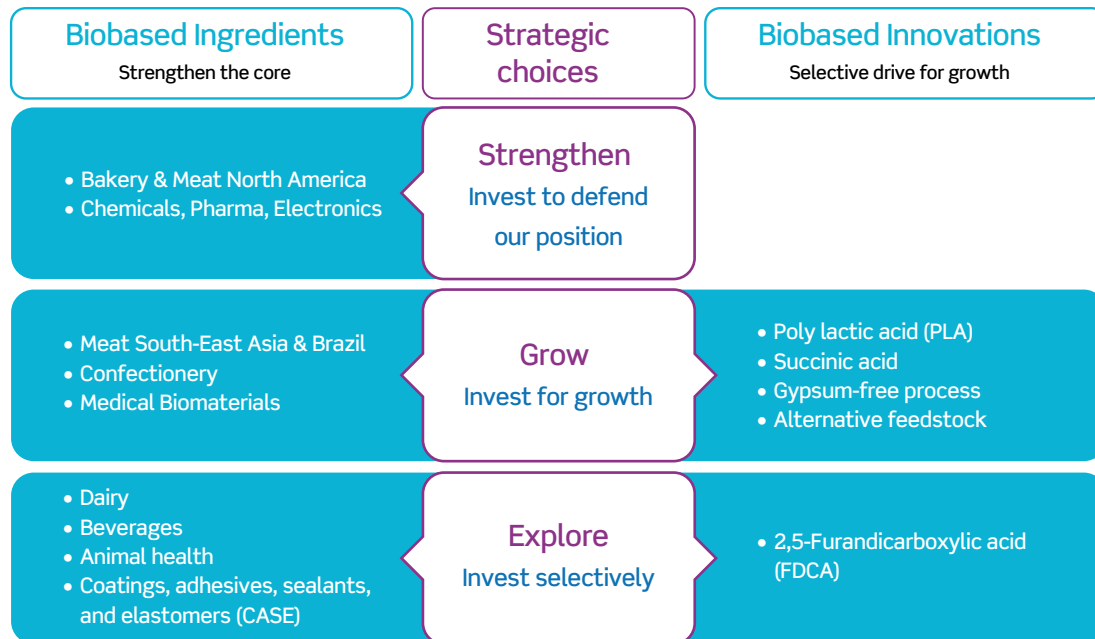 Biobased Ingredients
Strengthen the core
Strategic
choices
Biobased Innovations
Selective drive for growth
• Bakery & Meat North America
• Chemicals, Pharma, Electronics
Strengthen
Invest to defend
our position
• Meat South-East Asia & Brazil
• Confectionery
• Medical Biomaterials
Grow
Invest for growth
• Poly lactic acid (PLA)
• Succinic acid
• Gypsum-free process
• Alternative feedstock
• Dairy
• Beverages
• Animal health
• Coatings, adhesives, sealants,
and elastomers (CASE)
Explore
Invest selectively
• 2,5-Furandicarboxylic acid
(FDCA)